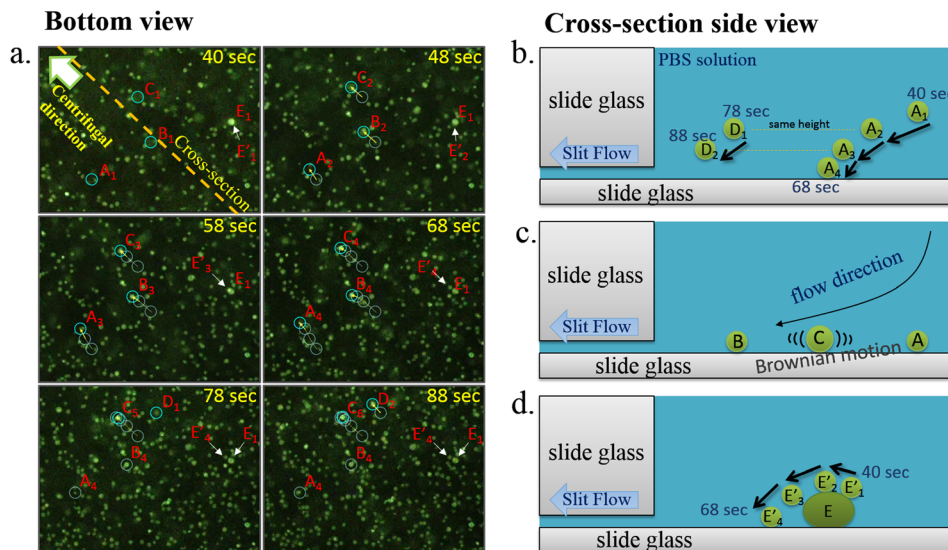 Bottom view
Cross-section side view
a.
40 sec
Centrifugal
direction
Cross-section
A1
B1
C1
E1
E'1
48 sec
C2
B2
A2
E1
E'2
58 sec
C3
B3
A3
E'3
E1
68 sec
C4
B4
A4
E'4
E1
78 sec
C5
D1
B4
A4
E'4
E1
88 sec
C6
D2
B4
A4
E'4
E1
b.
PBS solution
slide glass
Slit Flow
slide glass
40 sec
A1
78 sec
D1
same height
A2
88 sec
D2
A3
A4
68 sec
c.
slide glass
Slit Flow
slide glass
flow direction
B
C
A
Brownian motion
d.
slide glass
Slit Flow
slide glass
40 sec
E'1
E'2
E'3
E'4
E
68 sec